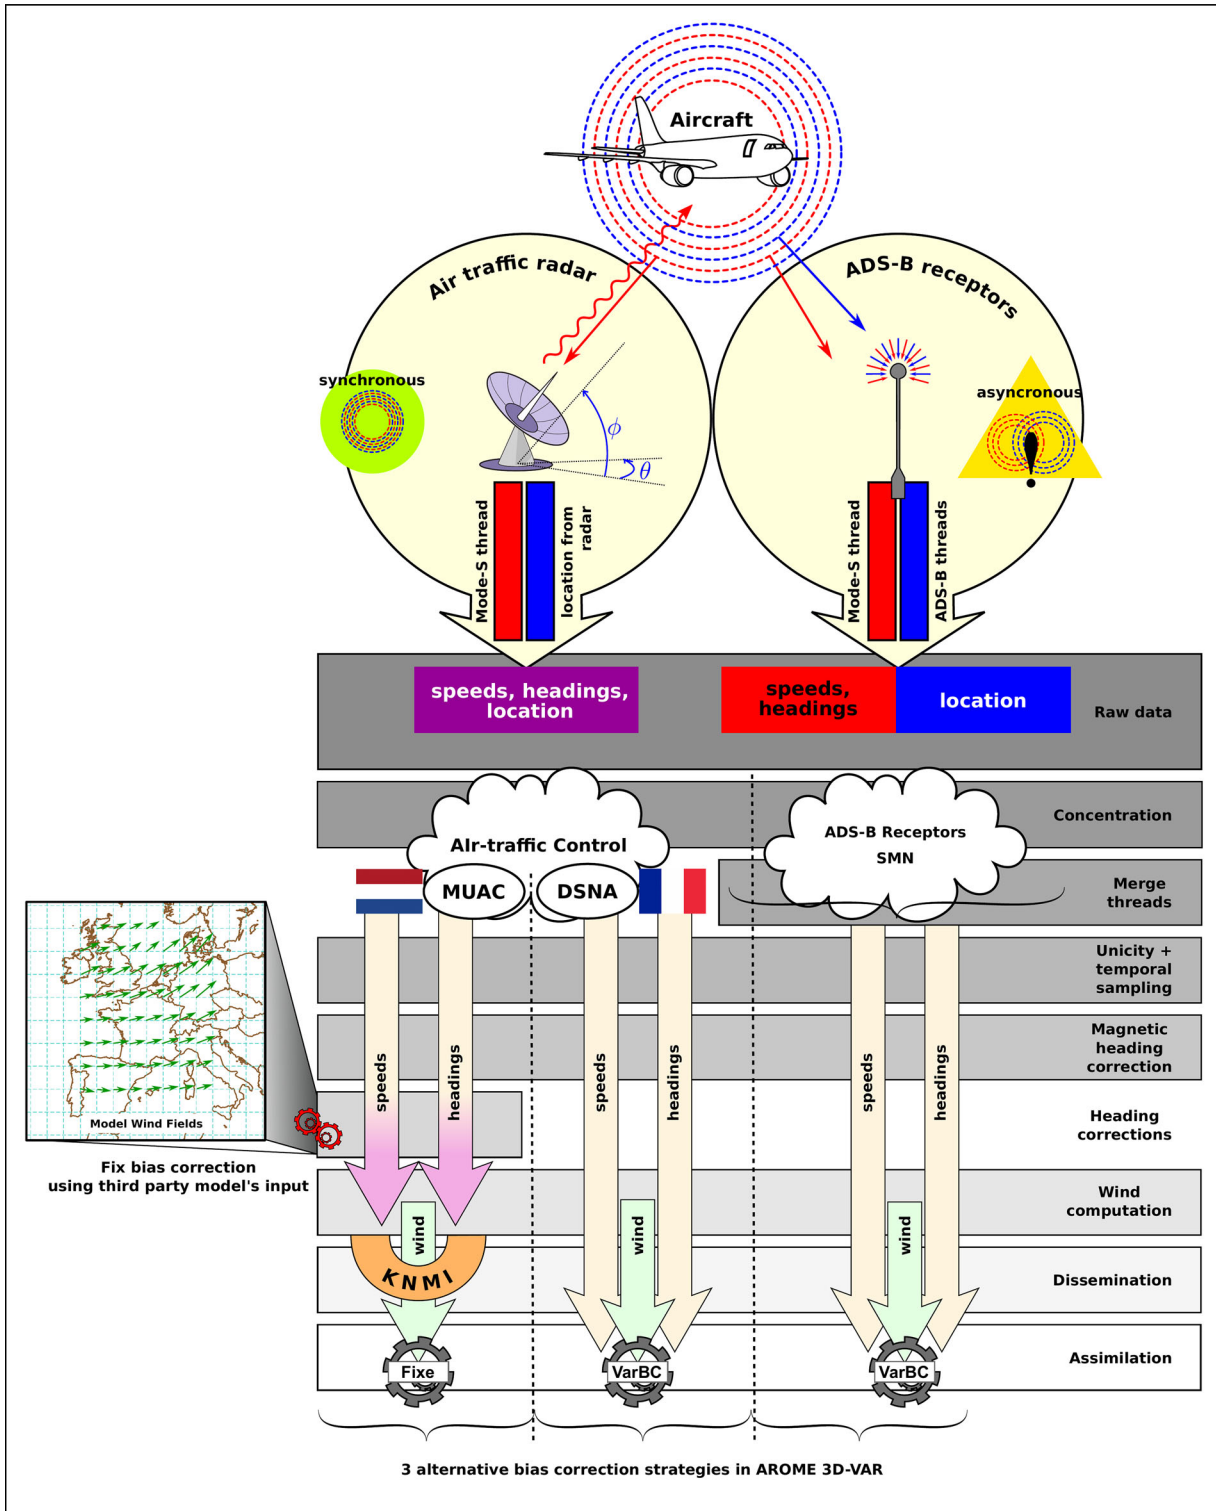 Aircraft
Air traffic radar
ADS-B receptors
synchronous
asyncronous
ϕ
θ
Mode-S thread
location from
radar
Mode-S thread
ADS-B threads
speeds, headings,
location
speeds,
headings
location
Raw data
Concentration
AIr-traffic Control
ADS-B Receptors
SMN
MUAC
DSNA
Merge
threads
Unicity +
temporal
sampling
Magnetic
heading
correction
speeds
headings
speeds
headings
speeds
headings
Model Wind Fields
Heading
corrections
Fix bias correction
using third party model's input
Wind
computation
wind
wind
wind
KNMI
Dissemination
Fixe
VarBC
VarBC
Assimilation
3 alternative bias correction strategies in AROME 3D-VAR